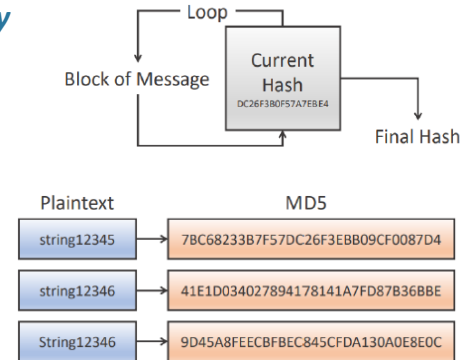 y
Loop
Block of Message
Current
Hash
DC26F3B0F57A7EBE4
Final Hash
Plaintext MD5
string12345 7BC68233B7F57DC26F3EBB09CF0087D4
string12346 41E1D034027894178141A7FD87B36BBE
String12346 9D45A8FEECBFBEC845CFDA130A0E8E0C